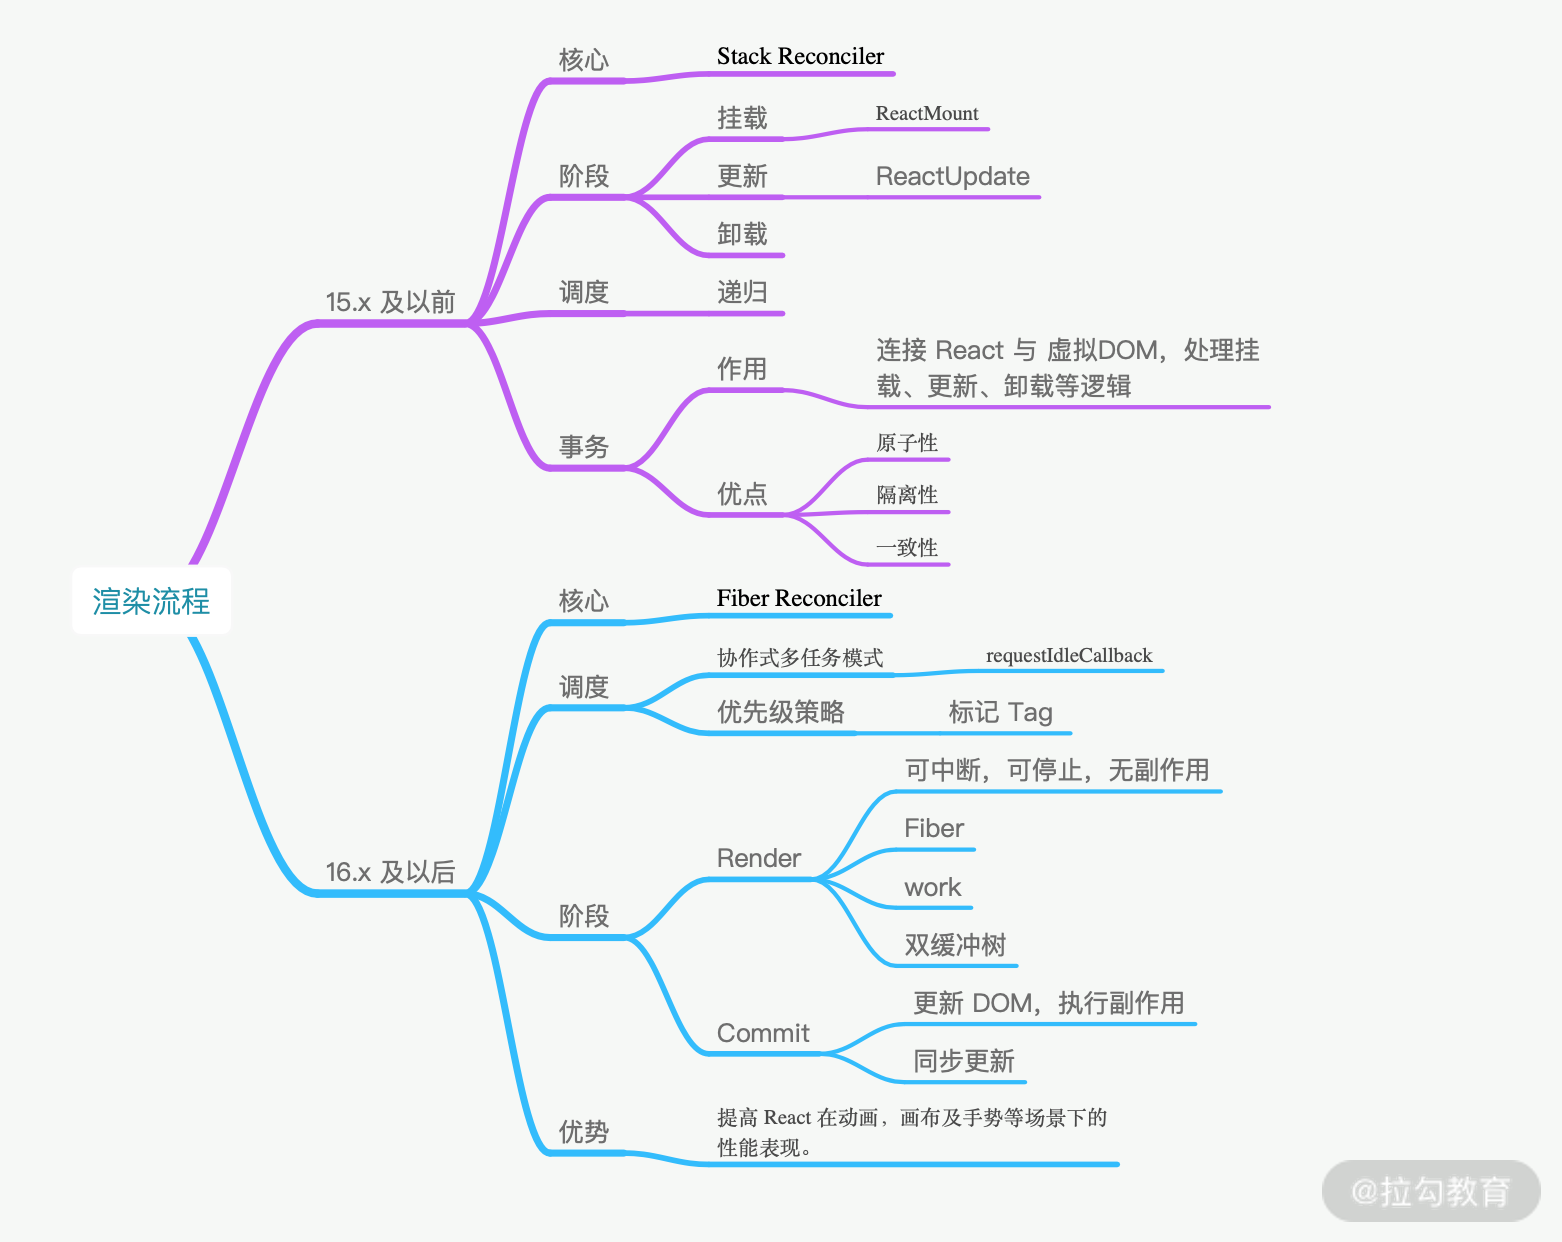 渲染流程
15.x 及以前
核心
Stack Reconciler
阶段
挂载
ReactMount
更新
ReactUpdate
卸载
调度
递归
事务
作用
连接 React 与 虚拟DOM，处理挂
载、更新、卸载等逻辑
优点
原子性
隔离性
一致性
16.x 及以后
核心
Fiber Reconciler
调度
协作式多任务模式
requestIdleCallback
优先级策略
标记 Tag
阶段
Render
可中断，可停止，无副作用
Fiber
work
双缓冲树
Commit
更新 DOM，执行副作用
同步更新
优势
提高 React 在动画，画布及手势等场景下的
性能表现。
@拉勾教育